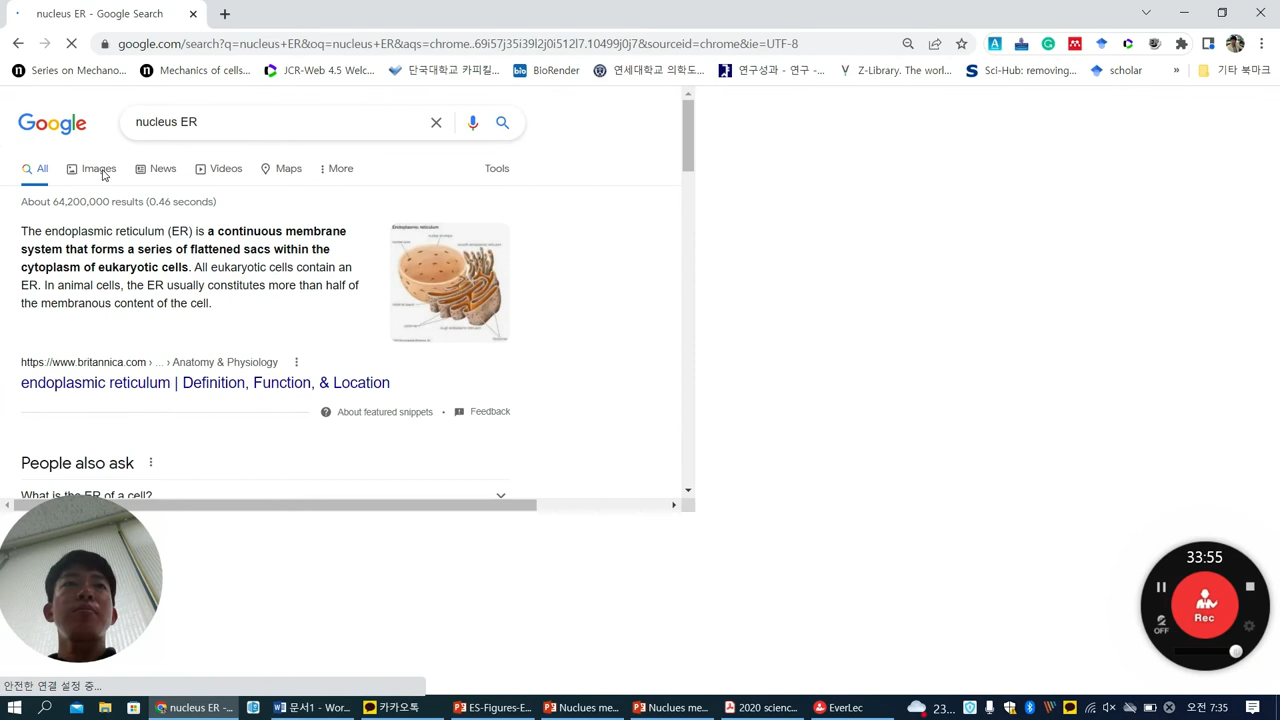 nucleus ER - Google Search
google.com/search?q=nucleus+ER&oq=nucleus+ER&aqs=chrome..69i57j35i39l2j0i512l7.10499j0j7&sourceid=chrome&ie=UTF-8
Series on Mechano... Mechanics of cells... JCR-Web 4.5 Welc... 단국대학교 카피킬... bio BioRender 연세대학교 의학도... 연구성과 - 연구 -... Z-Library. The worl... Sci-Hub: removing... scholar » 기타 북마크
Google nucleus ER
All Images News Videos Maps More Tools
About 64,200,000 results (0.46 seconds)
The endoplasmic reticulum (ER) is a continuous membrane
system that forms a series of flattened sacs within the
cytoplasm of eukaryotic cells. All eukaryotic cells contain an
ER. In animal cells, the ER usually constitutes more than half of
the membranous content of the cell.
Endoplasmic reticulum
https://www.britannica.com › ... › Anatomy & Physiology
endoplasmic reticulum | Definition, Function, & Location
About featured snippets • Feedback
People also ask
What is the ER of a cell?
33:55
Rec
OFF
안전한 연결 설정 중...
nucleus ER -... 문서1 - Wor... 카카오톡 ES-Figures-E... Nuclues me... Nuclues me... 2020 scienc... EverLec 23... 오전 7:35